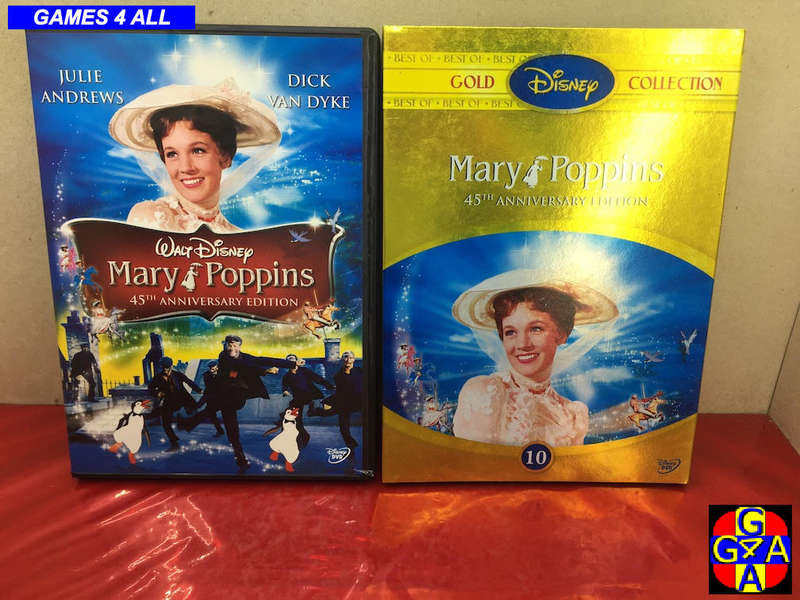 GAMES 4 ALL
JULIE
ANDREWS
DICK
VAN DYKE
WALT DISNEY
MARY POPPINS
45TH ANNIVERSARY EDITION
Disney
DVD
BEST OF • BEST OF • BEST OF
GOLD Disney COLLECTION
BEST OF • BEST OF • BEST OF
Mary Poppins
45TH ANNIVERSARY EDITION
10
Disney
DVD
G
G4A
A